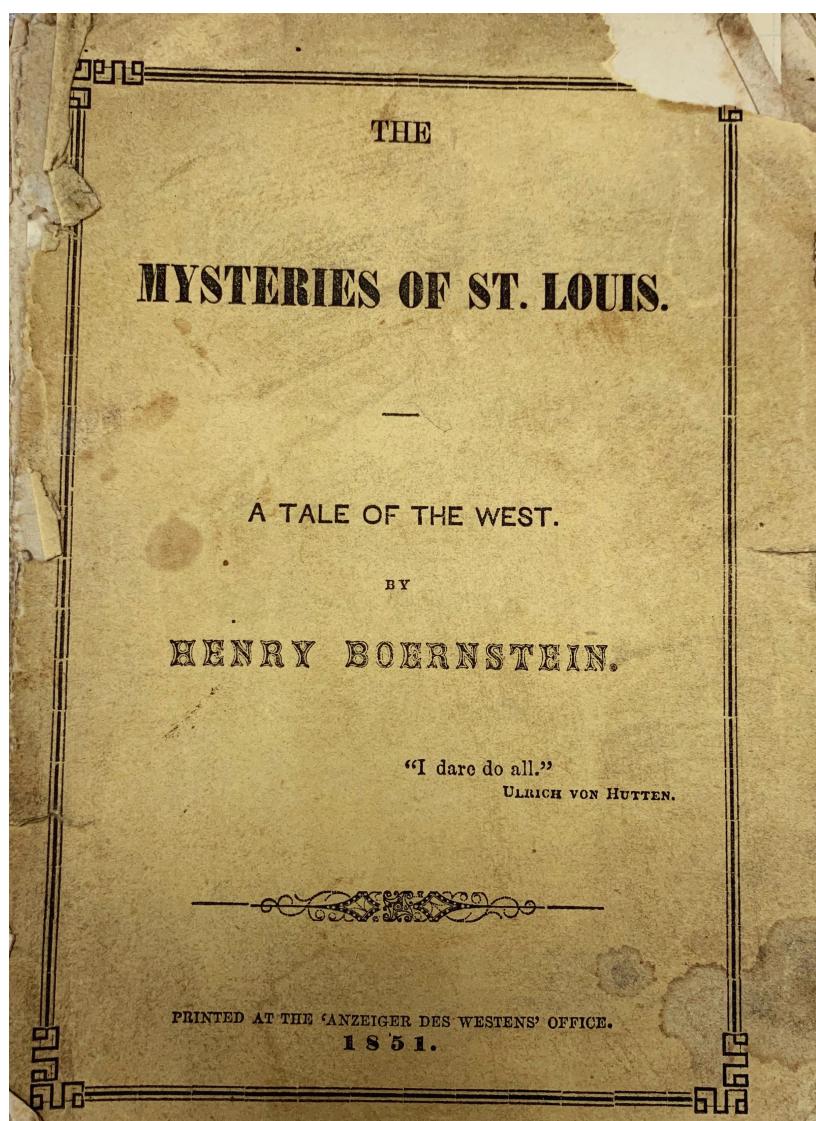 THE
MYSTERIES OF ST. LOUIS.
A TALE OF THE WEST.
BY
HENRY BOERNSTEIN.
“I dare do all.”
ULRICH VON HUTTEN.
PRINTED AT THE ‘ANZEIGER DES WESTENS’ OFFICE.
1851.